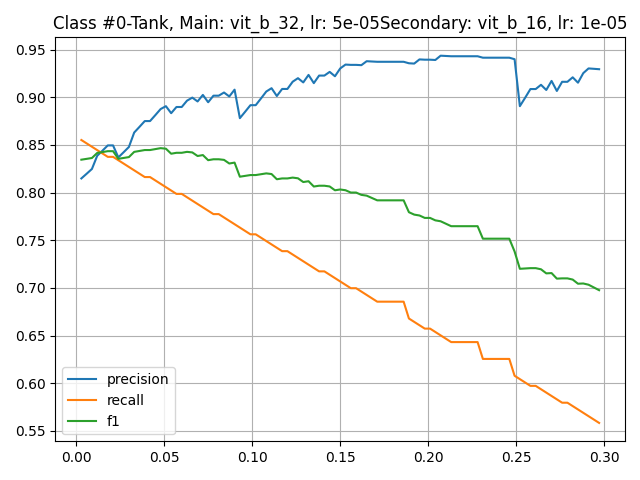 Class #0-Tank, Main: vit_b_32, lr: 5e-05Secondary: vit_b_16, lr: 1e-05
0.95
0.90
0.85
0.80
0.75
0.70
0.65
0.60
0.55
precision
recall
f1
0.00 0.05 0.10 0.15 0.20 0.25 0.30